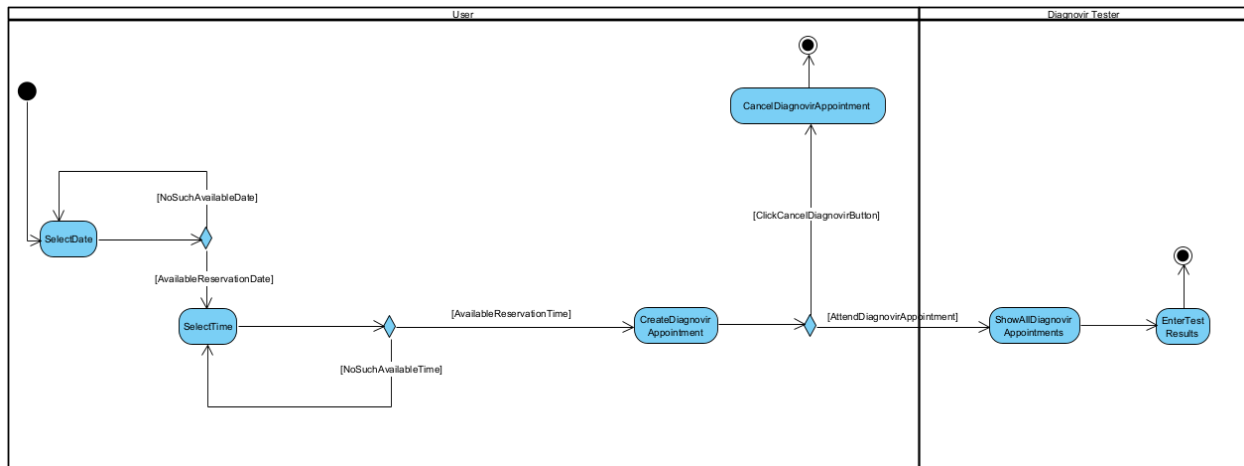 User
Diagnovir Tester
CancelDiagnovirAppointment
[NoSuchAvailableDate]
[ClickCancelDiagnovirButton]
SelectDate
[AvailableReservationDate]
SelectTime
[AvailableReservationTime]
CreateDiagnovir
Appointment
[AttendDiagnovirAppointment]
ShowAllDiagnovir
Appointments
EnterTest
Results
[NoSuchAvailableTime]